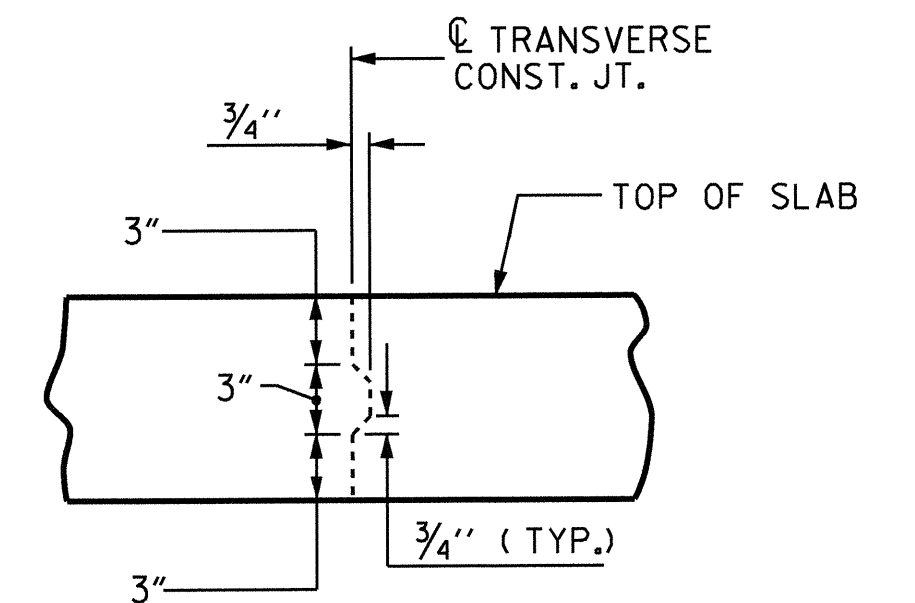 ℄ TRANSVERSE
CONST. JT.
3/4''
TOP OF SLAB
3"
3"
3/4'' (TYP.)
3"